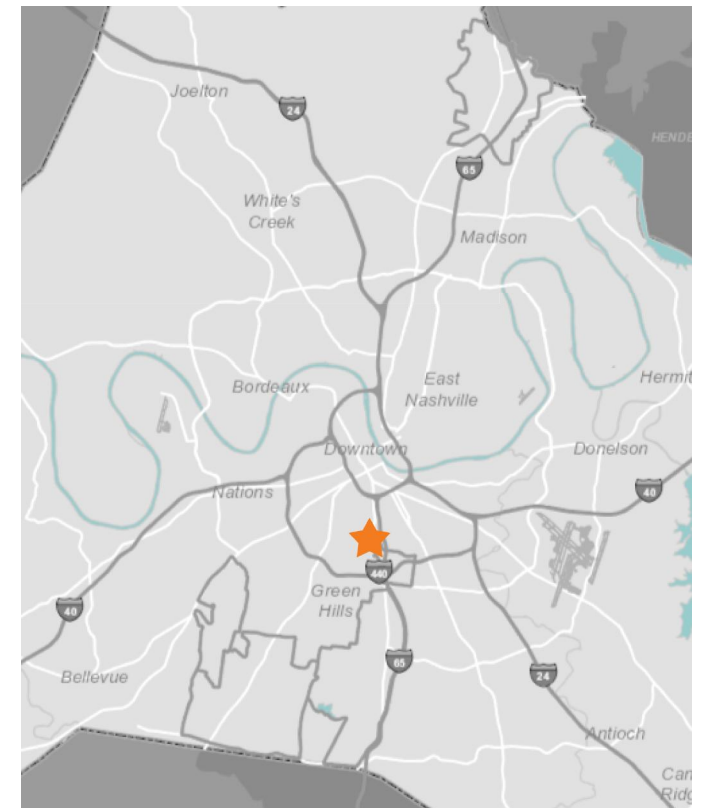 Joelton
24
HENDE
65
White's
Creek
Madison
Bordeaux
East
Nashville
Hermit
Downtown
Donelson
Nations
40
440
Green
Hills
40
65
Bellevue
24
Antioch
Can
Ridg